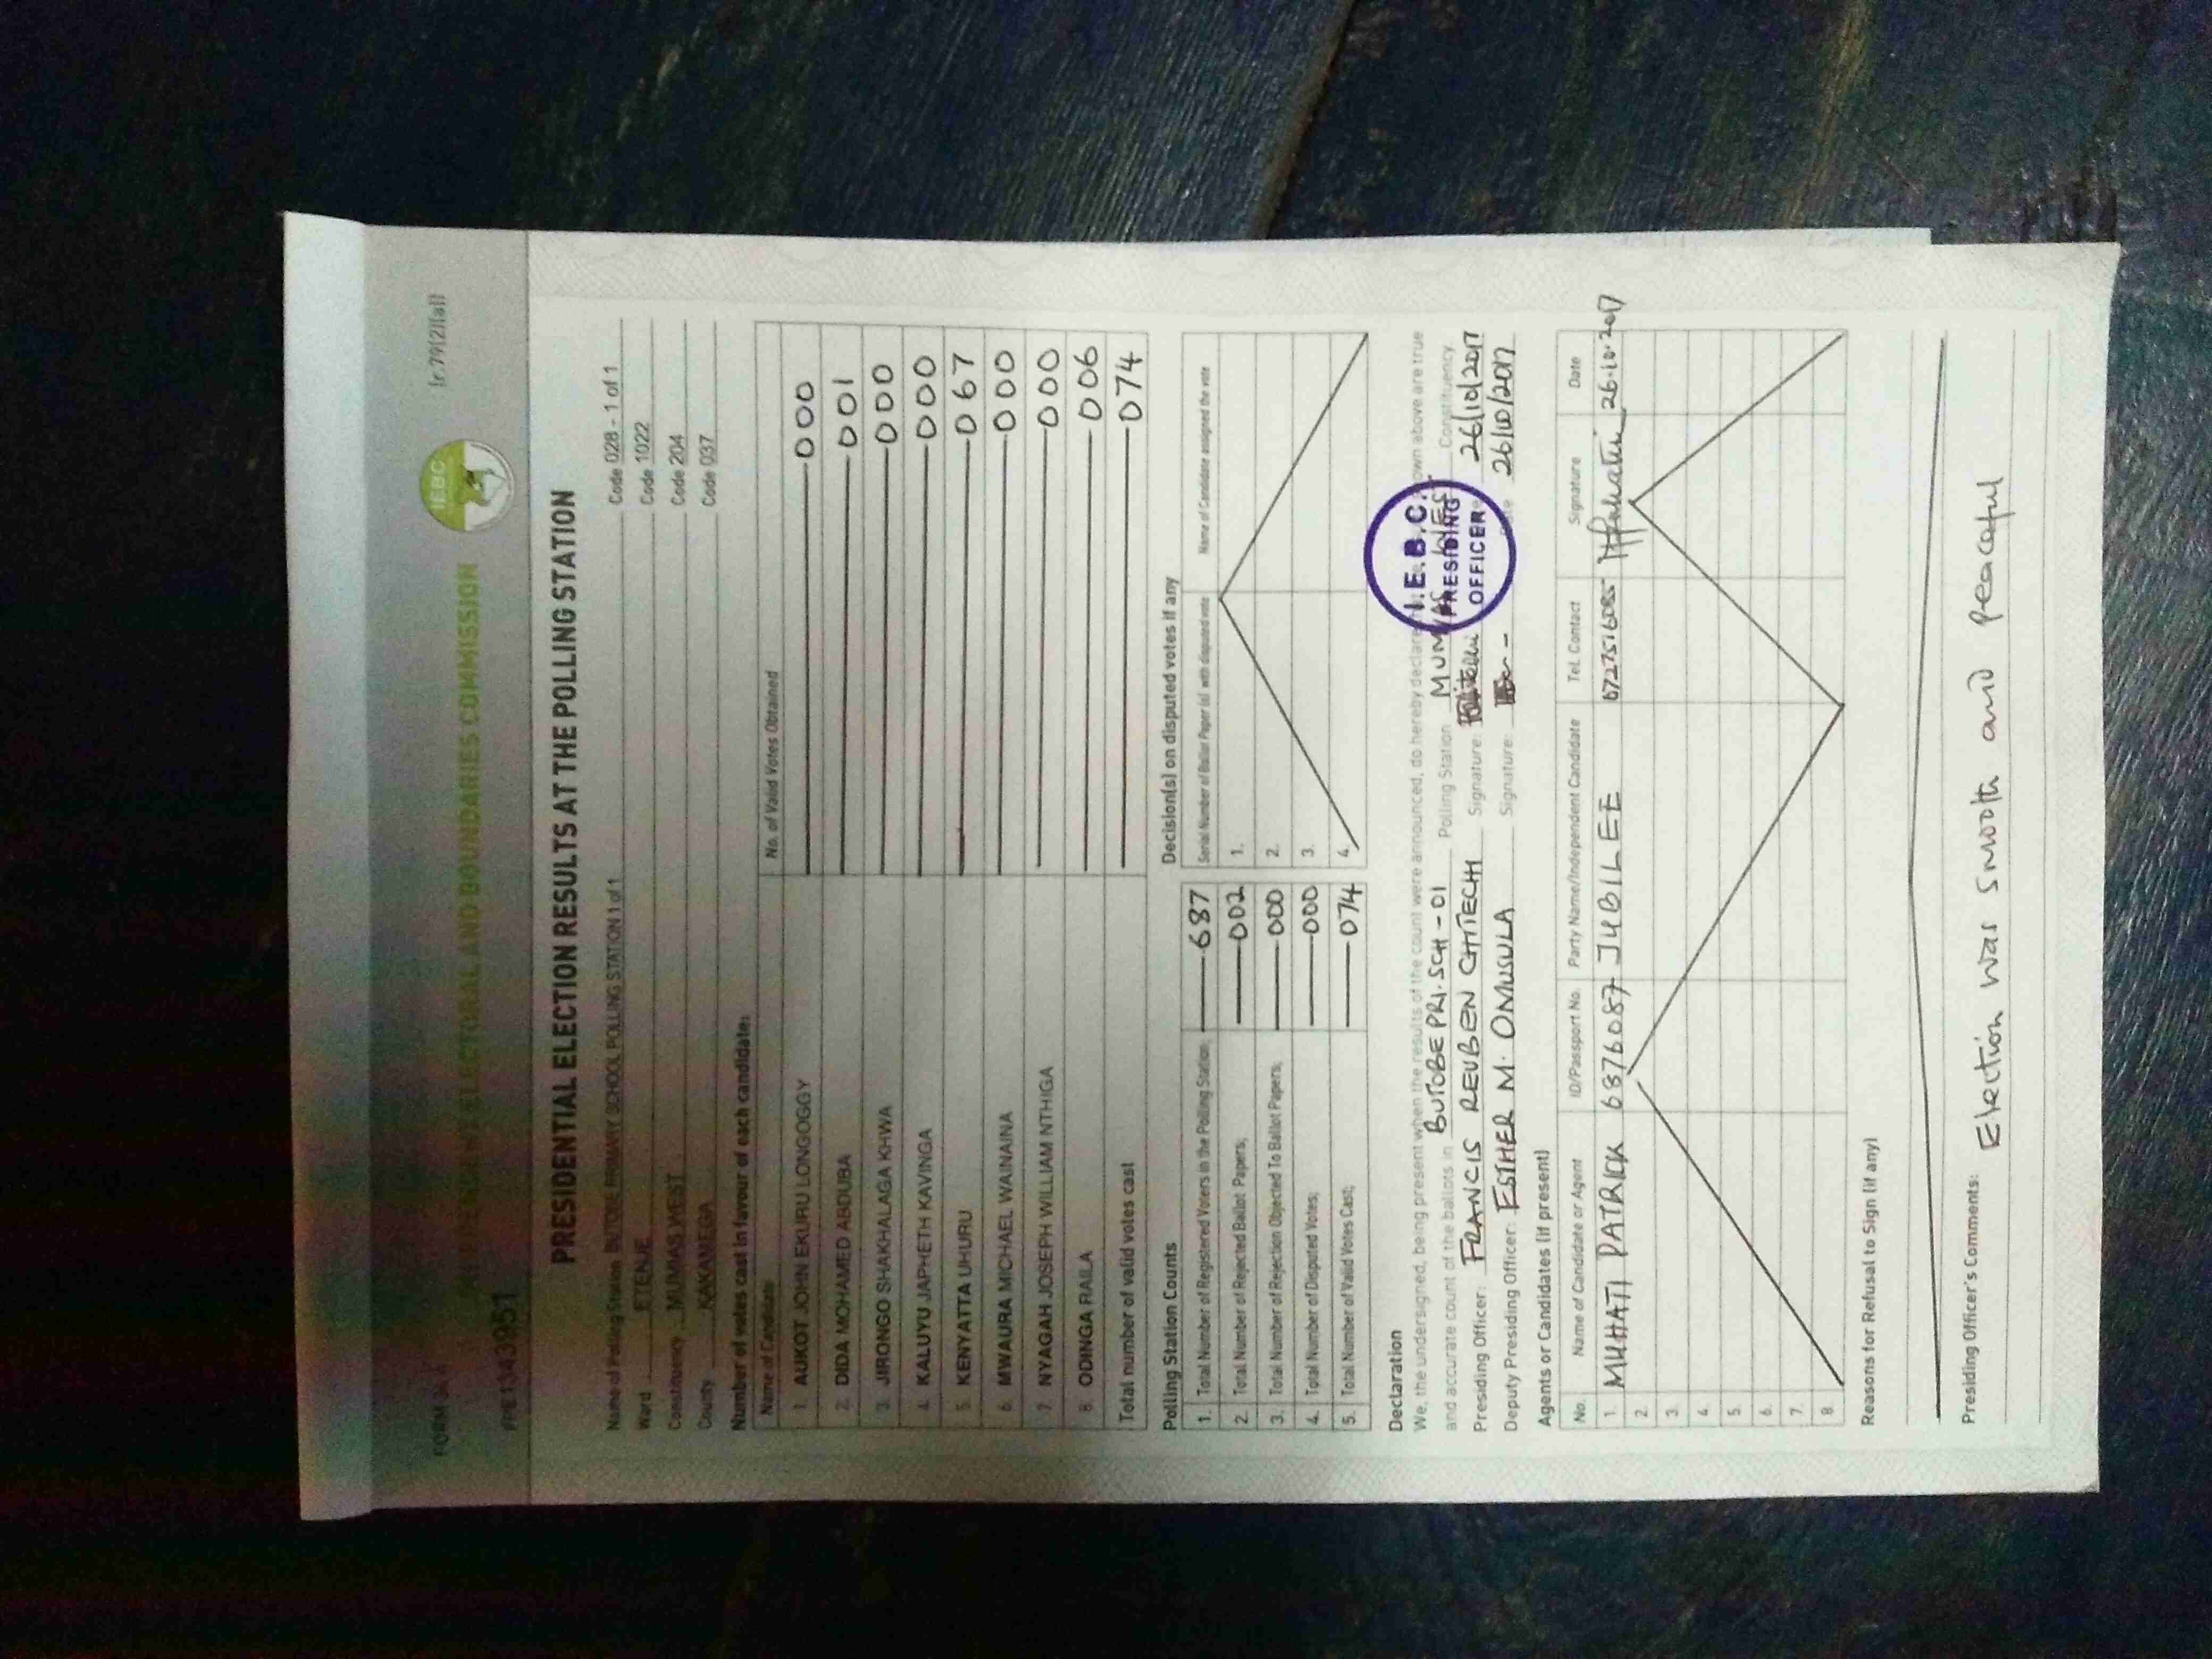 FORM 34A [r.79(2)(a)]
INDEPENDENT ELECTORAL AND BOUNDARIES COMMISSION
IEBC
PRESIDENTIAL ELECTION RESULTS AT THE POLLING STATION
Name of Polling Station BUTOBE PRIMARY SCHOOL POLLING STATION 1 of 1 Code 028 - 1 of 1
Ward ETENJE Code 1022
Constituency MUMIAS WEST Code 204
County KAKAMEGA Code 037
Number of votes cast in favour of each candidate:
Name of Candidate No. of Valid Votes Obtained
1. AUKOT JOHN EKURU LONGOGGY 000
2. DIDA MOHAMED ABDUBA 001
3. JIRONGO SHAKHALAGA KHWA 000
4. KALUYU JAPHETH KAVINGA 000
5. KENYATTA UHURU 067
6. MWAURA MICHAEL WAINAINA 000
7. NYAGAH JOSEPH WILLIAM NTHIGA 000
8. ODINGA RAILA 006
Total number of valid votes cast 074
Polling Station Counts
1. Total Number of Registered Voters in the Polling Station; 687
2. Total Number of Rejected Ballot Papers; 002
3. Total Number of Rejection Objected To Ballot Papers; 000
4. Total Number of Disputed Votes; 000
5. Total Number of Valid Votes Cast; 074
Decision(s) on disputed votes if any
Serial Number of Ballot Paper (s) with disputed vote Name of Candidate assigned the vote
1.
2.
3.
4.
Declaration
We, the undersigned, being present when the results of the count were announced, do hereby declare own above are true
and accurate count of the ballots in BUTOBE PRI. SCH - 01 Polling Station MUMIAS WEST Constituency
Presiding Officer: FRANCIS REUBEN CHITECHI Signature: 26/10/2017
Deputy Presiding Officer: ESTHER M. OMUSULA Signature: 26/10/2017
I.E.B.C.
PRESIDING
OFFICER
Agents or Candidates (if present)
No. Name of Candidate or Agent ID/Passport No. Party Name/Independent Candidate Tel. Contact Signature Date
1. MUHATI PATRICK JUBILEE 26.10.2017
2.
3.
4.
5.
6.
7.
8.
Reasons for Refusal to Sign (if any)
Presiding Officer's Comments: Election was smooth and peaceful